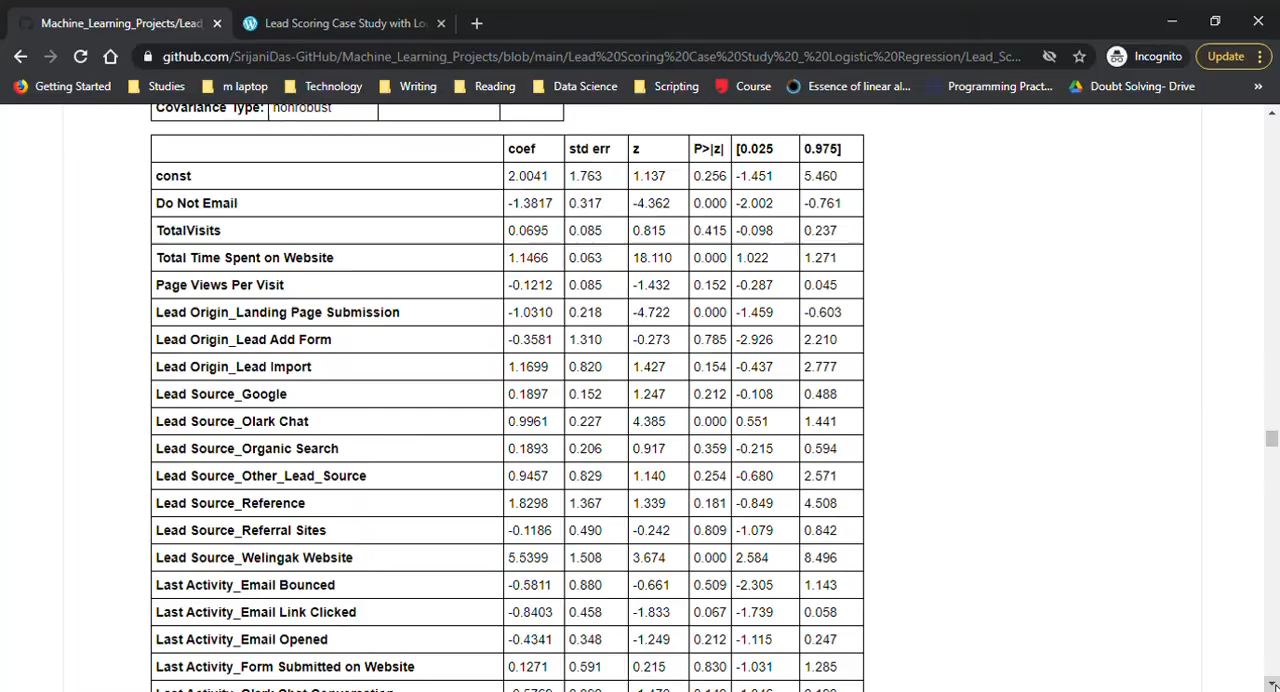 Machine_Learning_Projects/Lead
Lead Scoring Case Study with Lo
github.com/SrijaniDas-GitHub/Machine_Learning_Projects/blob/main/Lead%20Scoring%20Case%20Study%20_%20Logistic%20Regression/Lead_Sc...
Incognito
Update
Getting Started Studies m laptop Technology Writing Reading Data Science Scripting Course Essence of linear al... Programming Pract... Doubt Solving- Drive »
Covariance Type: nonrobust
coef std err z P>|z| [0.025 0.975]
const 2.0041 1.763 1.137 0.256 -1.451 5.460
Do Not Email -1.3817 0.317 -4.362 0.000 -2.002 -0.761
TotalVisits 0.0695 0.085 0.815 0.415 -0.098 0.237
Total Time Spent on Website 1.1466 0.063 18.110 0.000 1.022 1.271
Page Views Per Visit -0.1212 0.085 -1.432 0.152 -0.287 0.045
Lead Origin_Landing Page Submission -1.0310 0.218 -4.722 0.000 -1.459 -0.603
Lead Origin_Lead Add Form -0.3581 1.310 -0.273 0.785 -2.926 2.210
Lead Origin_Lead Import 1.1699 0.820 1.427 0.154 -0.437 2.777
Lead Source_Google 0.1897 0.152 1.247 0.212 -0.108 0.488
Lead Source_Olark Chat 0.9961 0.227 4.385 0.000 0.551 1.441
Lead Source_Organic Search 0.1893 0.206 0.917 0.359 -0.215 0.594
Lead Source_Other_Lead_Source 0.9457 0.829 1.140 0.254 -0.680 2.571
Lead Source_Reference 1.8298 1.367 1.339 0.181 -0.849 4.508
Lead Source_Referral Sites -0.1186 0.490 -0.242 0.809 -1.079 0.842
Lead Source_Welingak Website 5.5399 1.508 3.674 0.000 2.584 8.496
Last Activity_Email Bounced -0.5811 0.880 -0.661 0.509 -2.305 1.143
Last Activity_Email Link Clicked -0.8403 0.458 -1.833 0.067 -1.739 0.058
Last Activity_Email Opened -0.4341 0.348 -1.249 0.212 -1.115 0.247
Last Activity_Form Submitted on Website 0.1271 0.591 0.215 0.830 -1.031 1.285